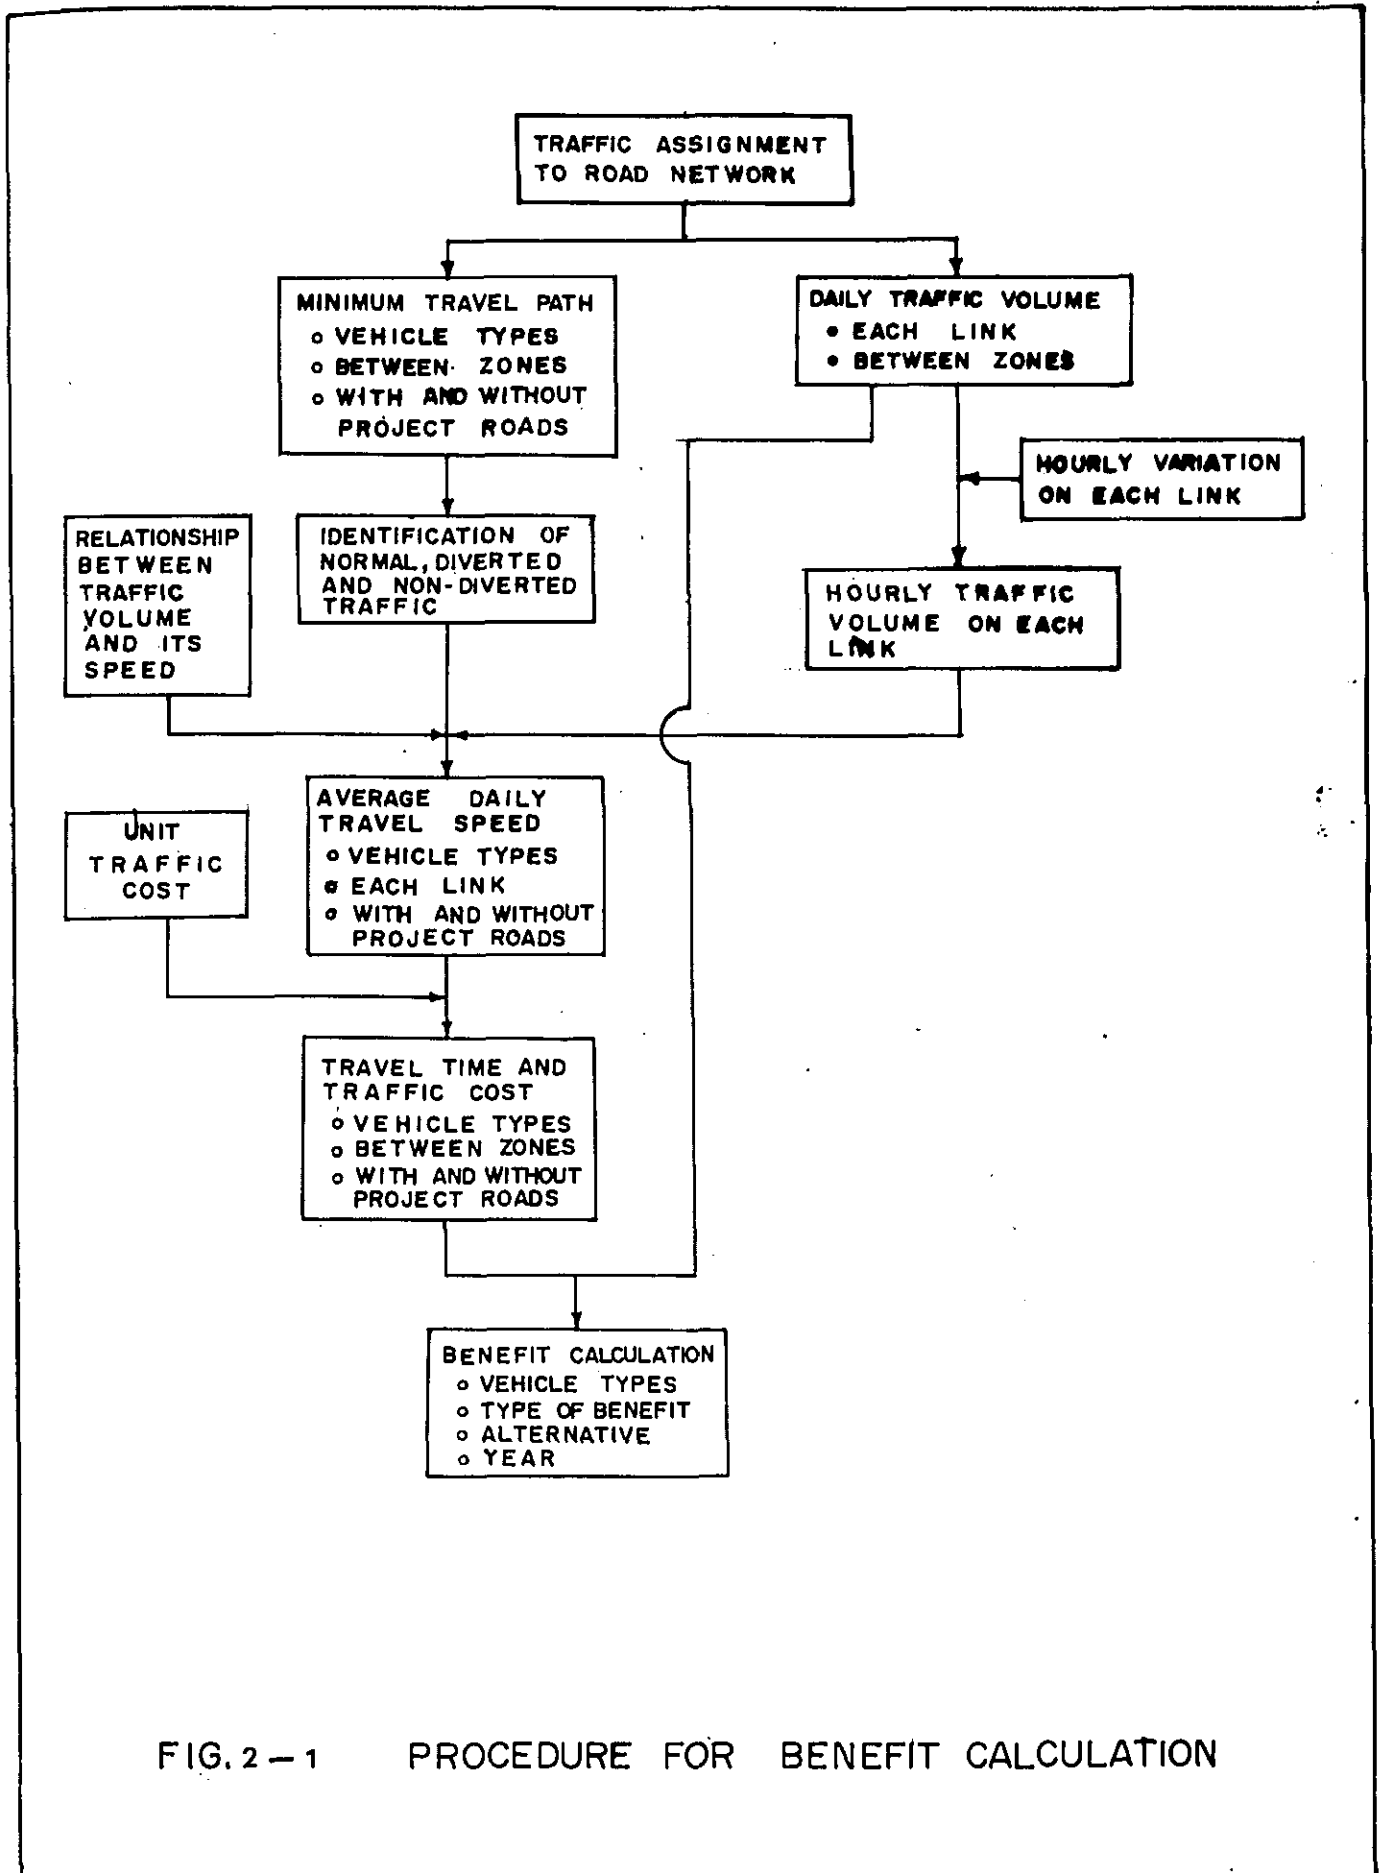 TRAFFIC ASSIGNMENT
TO ROAD NETWORK
MINIMUM TRAVEL PATH
o VEHICLE TYPES
o BETWEEN ZONES
o WITH AND WITHOUT
PROJECT ROADS
DAILY TRAFFIC VOLUME
• EACH LINK
• BETWEEN ZONES
HOURLY VARIATION
ON EACH LINK
RELATIONSHIP
BETWEEN
TRAFFIC
VOLUME
AND ITS
SPEED
IDENTIFICATION OF
NORMAL, DIVERTED
AND NON-DIVERTED
TRAFFIC
HOURLY TRAFFIC
VOLUME ON EACH
LINK
AVERAGE DAILY
TRAVEL SPEED
o VEHICLE TYPES
o EACH LINK
o WITH AND WITHOUT
PROJECT ROADS
UNIT
TRAFFIC
COST
TRAVEL TIME AND
TRAFFIC COST
o VEHICLE TYPES
o BETWEEN ZONES
o WITH AND WITHOUT
PROJECT ROADS
BENEFIT CALCULATION
o VEHICLE TYPES
o TYPE OF BENEFIT
o ALTERNATIVE
o YEAR
FIG. 2-1 PROCEDURE FOR BENEFIT CALCULATION